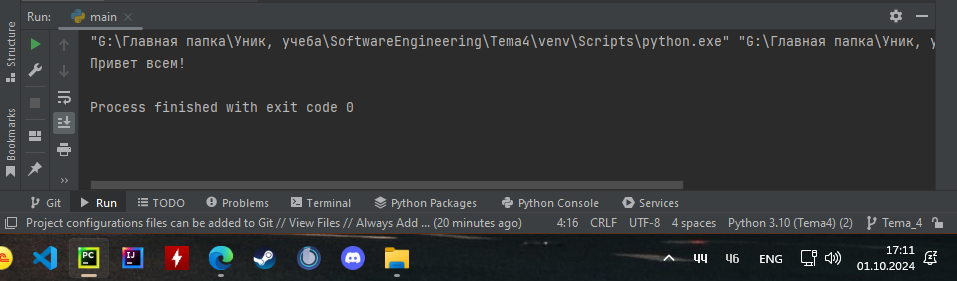 Run: main
"G:\Главная папка\Уник, учеба\SoftwareEngineering\Tema4\venv\Scripts\python.exe" "G:\Главная папка\Уник, у
Привет всем!
Process finished with exit code 0
Structure
Bookmarks
Git Run TODO Problems Terminal Python Packages Python Console Services
Project configurations files can be added to Git // View Files // Always Add ... (20 minutes ago) 4:16 CRLF UTF-8 4 spaces Python 3.10 (Tema4) (2) Tema_4
PC IJ ENG 17:11
01.10.2024